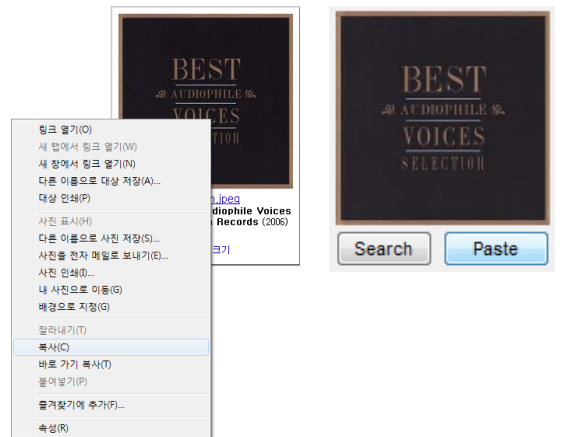 BEST
AUDIOPHILE
VOICES
SELECTION
링크 열기(O)
새 탭에서 링크 열기(W)
새 창에서 링크 열기(N)
다른 이름으로 대상 저장(A)...
대상 인쇄(P)
사진 표시(H)
다른 이름으로 사진 저장(S)...
사진을 전자 메일로 보내기(E)...
사진 인쇄(I)...
내 사진으로 이동(G)
배경으로 지정(G)
잘라내기(T)
복사(C)
바로 가기 복사(T)
붙여넣기(P)
즐겨찾기에 추가(F)...
속성(R)
.jpeg
diophile Voices
Records (2006)
크기
BEST
AUDIOPHILE
VOICES
SELECTION
Search
Paste